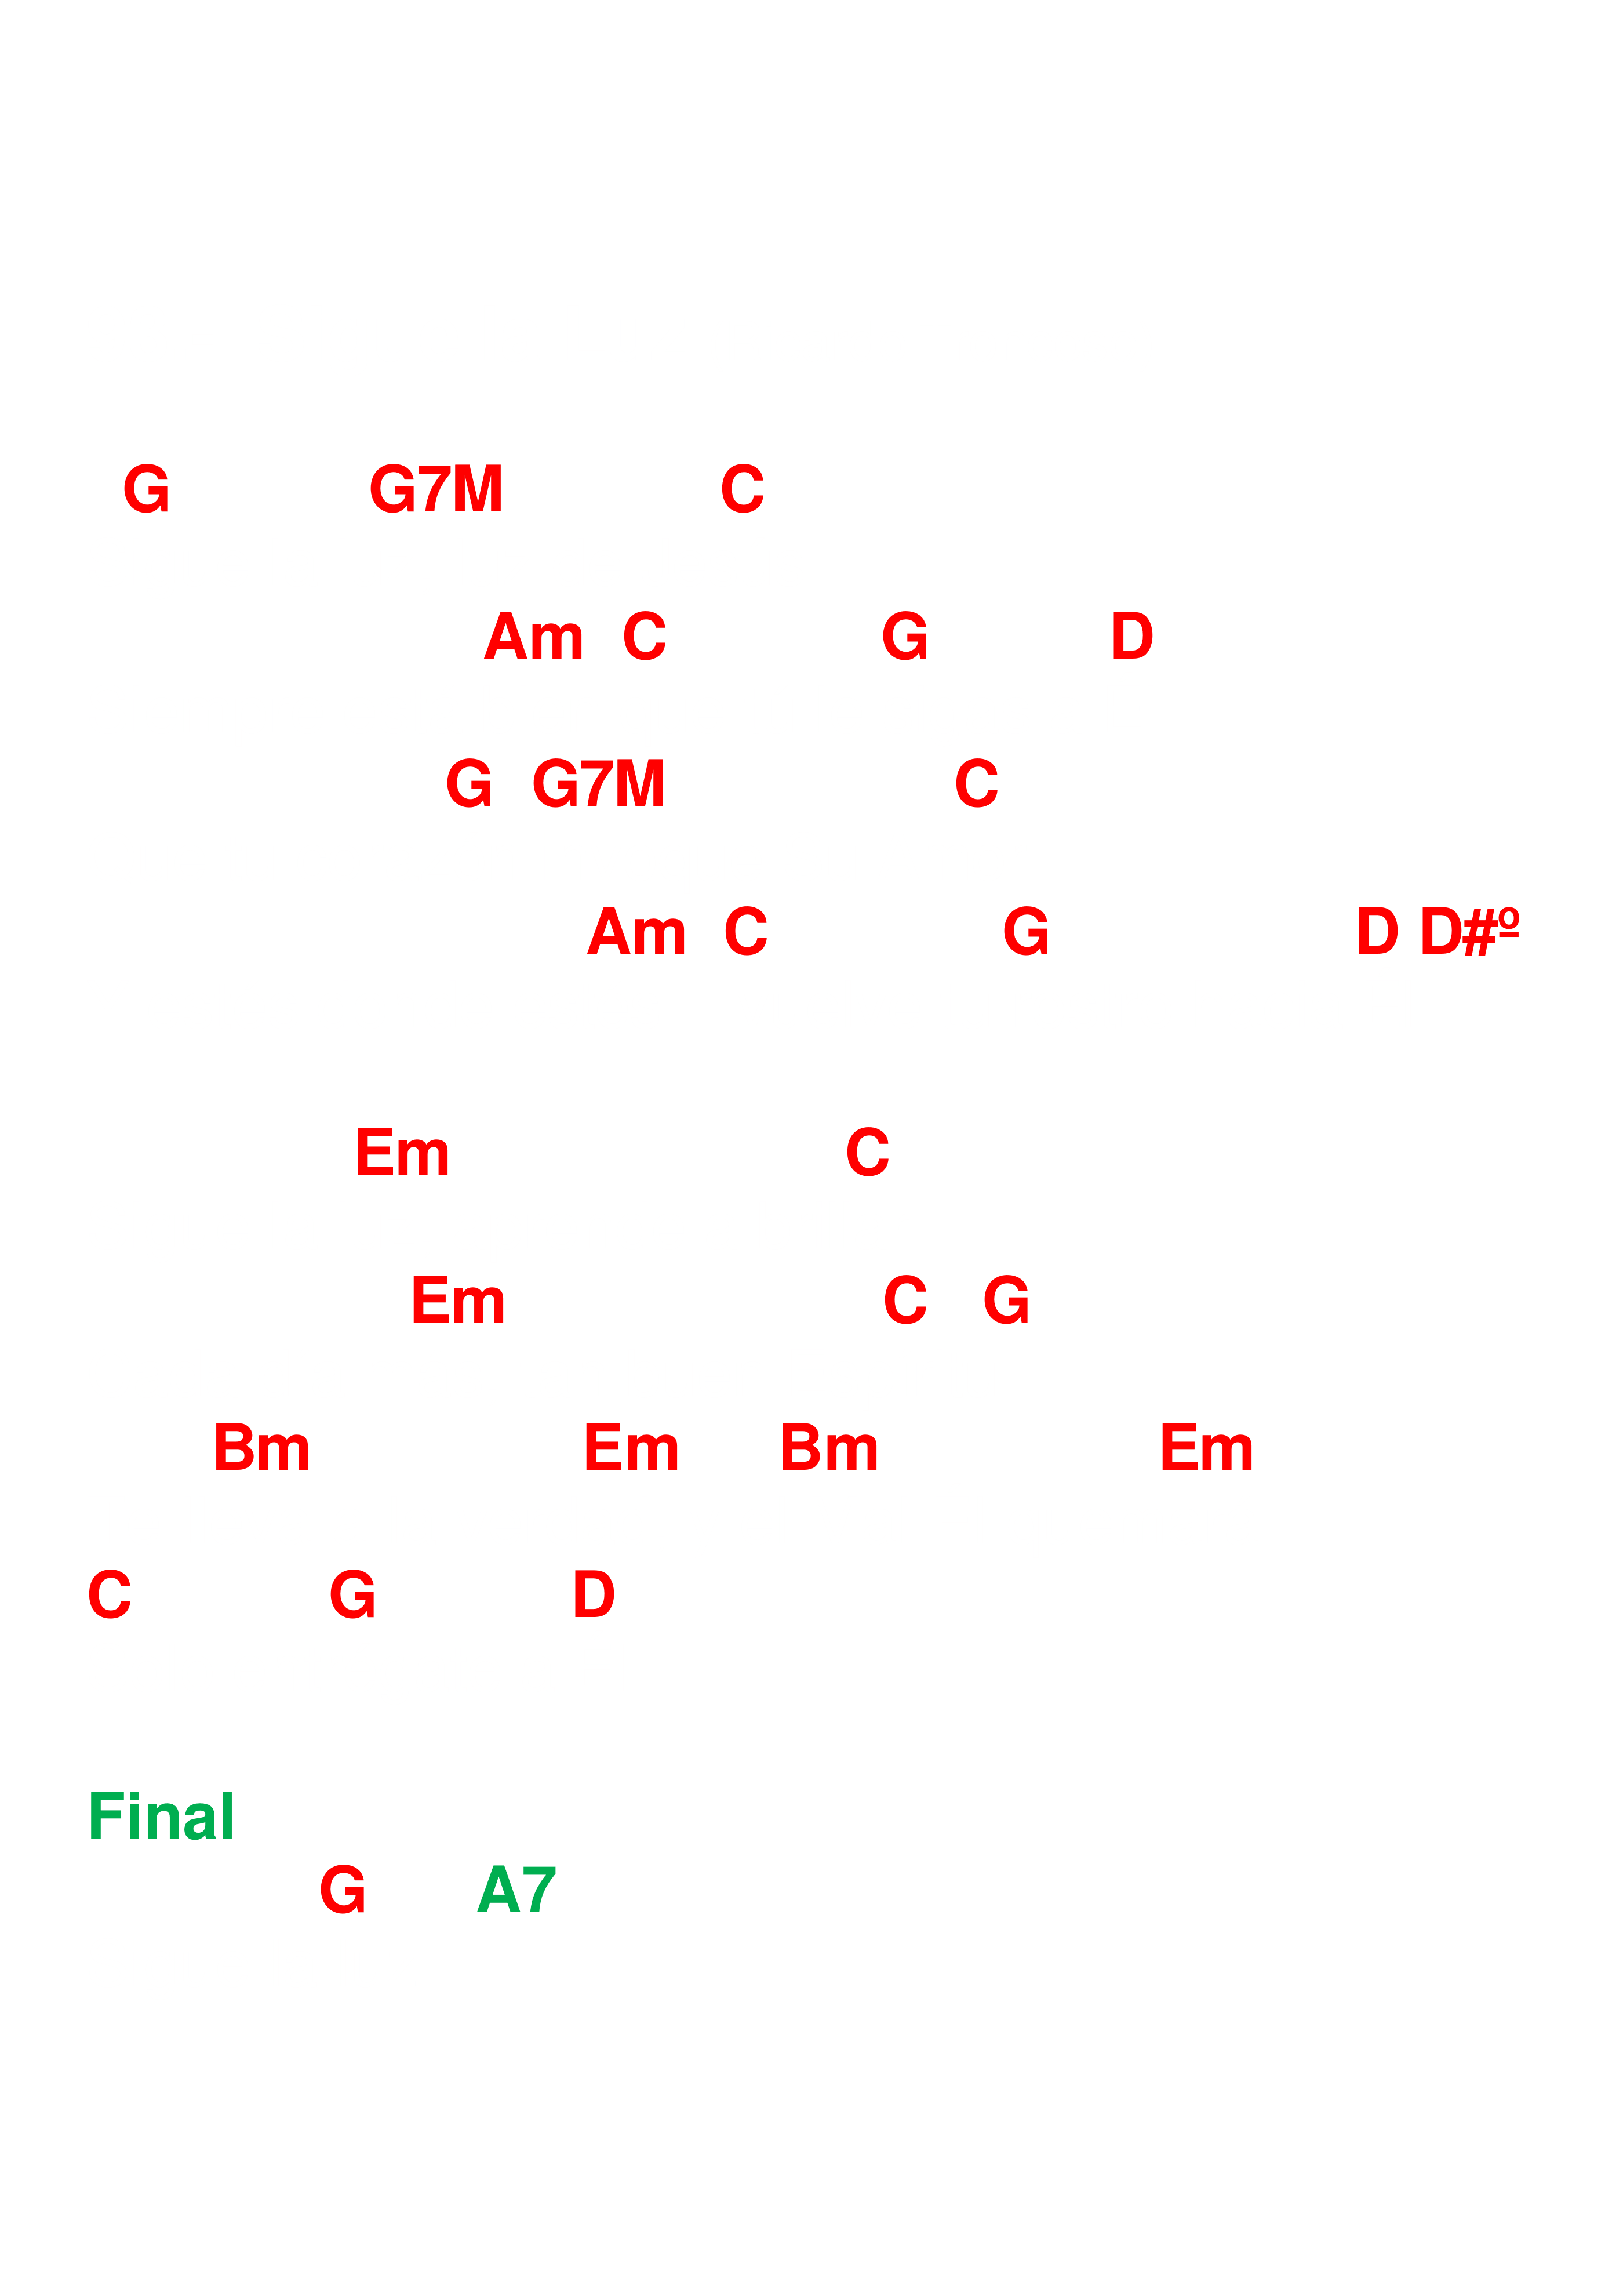 G G7M C
Am C G D
G G7M C
Am C G D D#º
Em C
Em C G
Bm Em Bm Em
C G D
Final
G A7